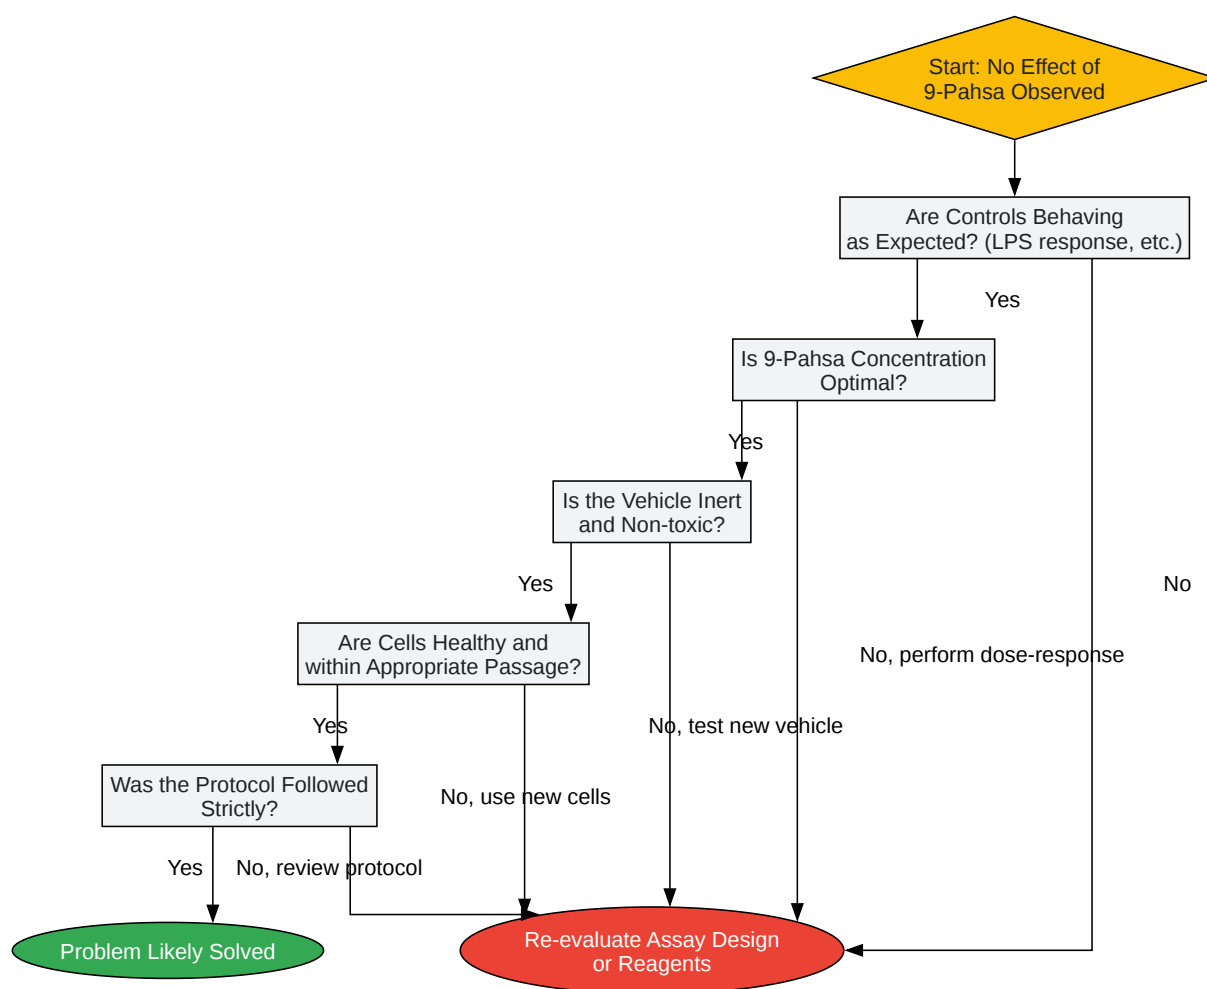 Start: No Effect of
9-Pahsa Observed
Are Controls Behaving
as Expected? (LPS response, etc.)
Yes
Is 9-Pahsa Concentration
Optimal?
Yes
Is the Vehicle Inert
and Non-toxic?
Yes
No
Are Cells Healthy and
within Appropriate Passage?
No, perform dose-response
Yes
No, test new vehicle
Was the Protocol Followed
Strictly?
No, use new cells
Yes
No, review protocol
Problem Likely Solved
Re-evaluate Assay Design
or Reagents